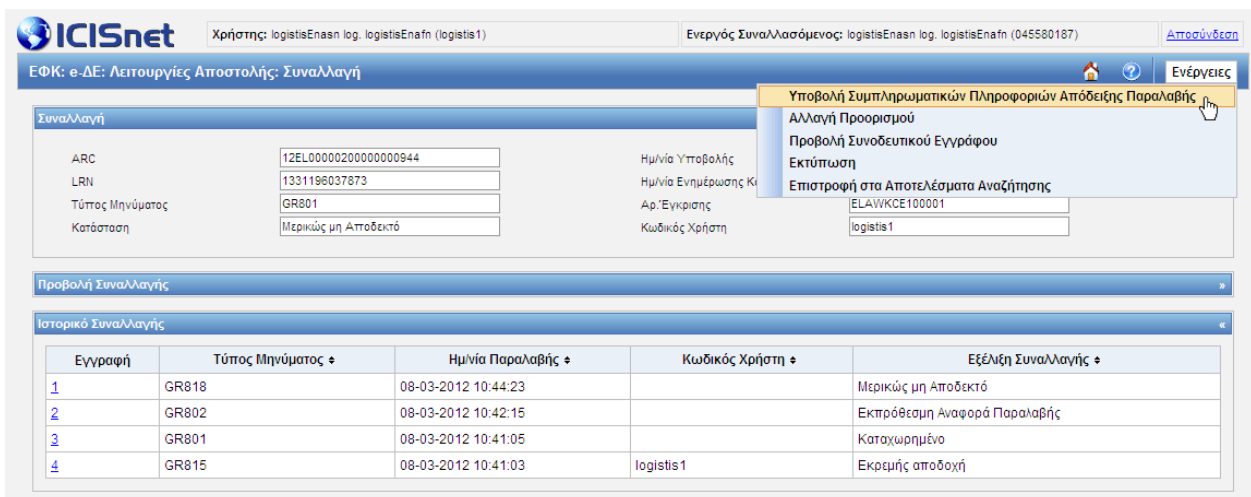 ICISnet
Χρήστης: logistisEnasn log. logistisEnafn (logistis1)
Ενεργός Συναλλασόμενος: logistisEnasn log. logistisEnafn (045580187)
Αποσύνδεση
ΕΦΚ: e-ΔΕ: Λειτουργίες Αποστολής: Συναλλαγή
Ενέργειες
Υποβολή Συμπληρωματικών Πληροφοριών Απόδειξης Παραλαβής
Αλλαγή Προορισμού
Προβολή Συνοδευτικού Εγγράφου
Εκτύπωση
Επιστροφή στα Αποτελέσματα Αναζήτησης
Συναλλαγή
ARC 12EL00000200000000944 Ημ/νία Υποβολής
LRN 1331196037873 Ημ/νία Ενημέρωσης
Τύπος Μηνύματος GR801 Αρ.Έγκρισης ELAWKCE100001
Κατάσταση Μερικώς μη Αποδεκτό Κωδικός Χρήστη logistis1
Προβολή Συναλλαγής »
Ιστορικό Συναλλαγής «
Εγγραφή Τύπος Μηνύματος Ημ/νία Παραλαβής Κωδικός Χρήστη Εξέλιξη Συναλλαγής
1 GR818 08-03-2012 10:44:23 Μερικώς μη Αποδεκτό
2 GR802 08-03-2012 10:42:15 Εκπρόθεσμη Αναφορά Παραλαβής
3 GR801 08-03-2012 10:41:05 Καταχωρημένο
4 GR815 08-03-2012 10:41:03 logistis1 Εκρεμής αποδοχή